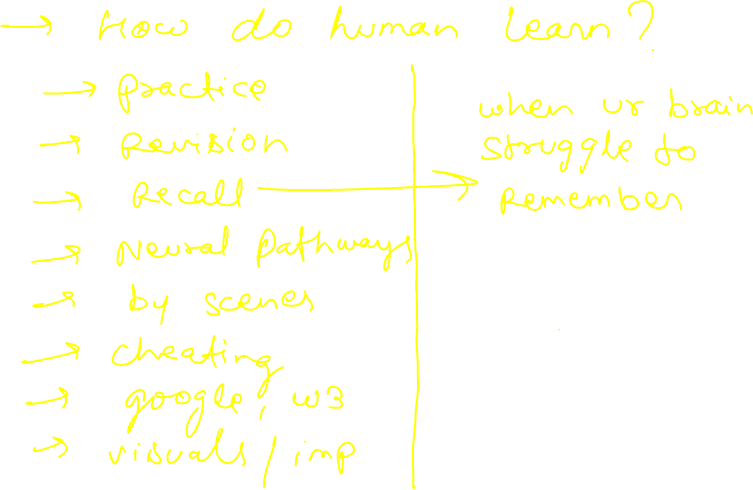 → How do human learn?
→ practice
→ Revision
→ Recall
→ Neural Pathways
→ by scenes
→ cheating
→ google, w3
→ visuals / imp
when ur brain
struggle to
remember